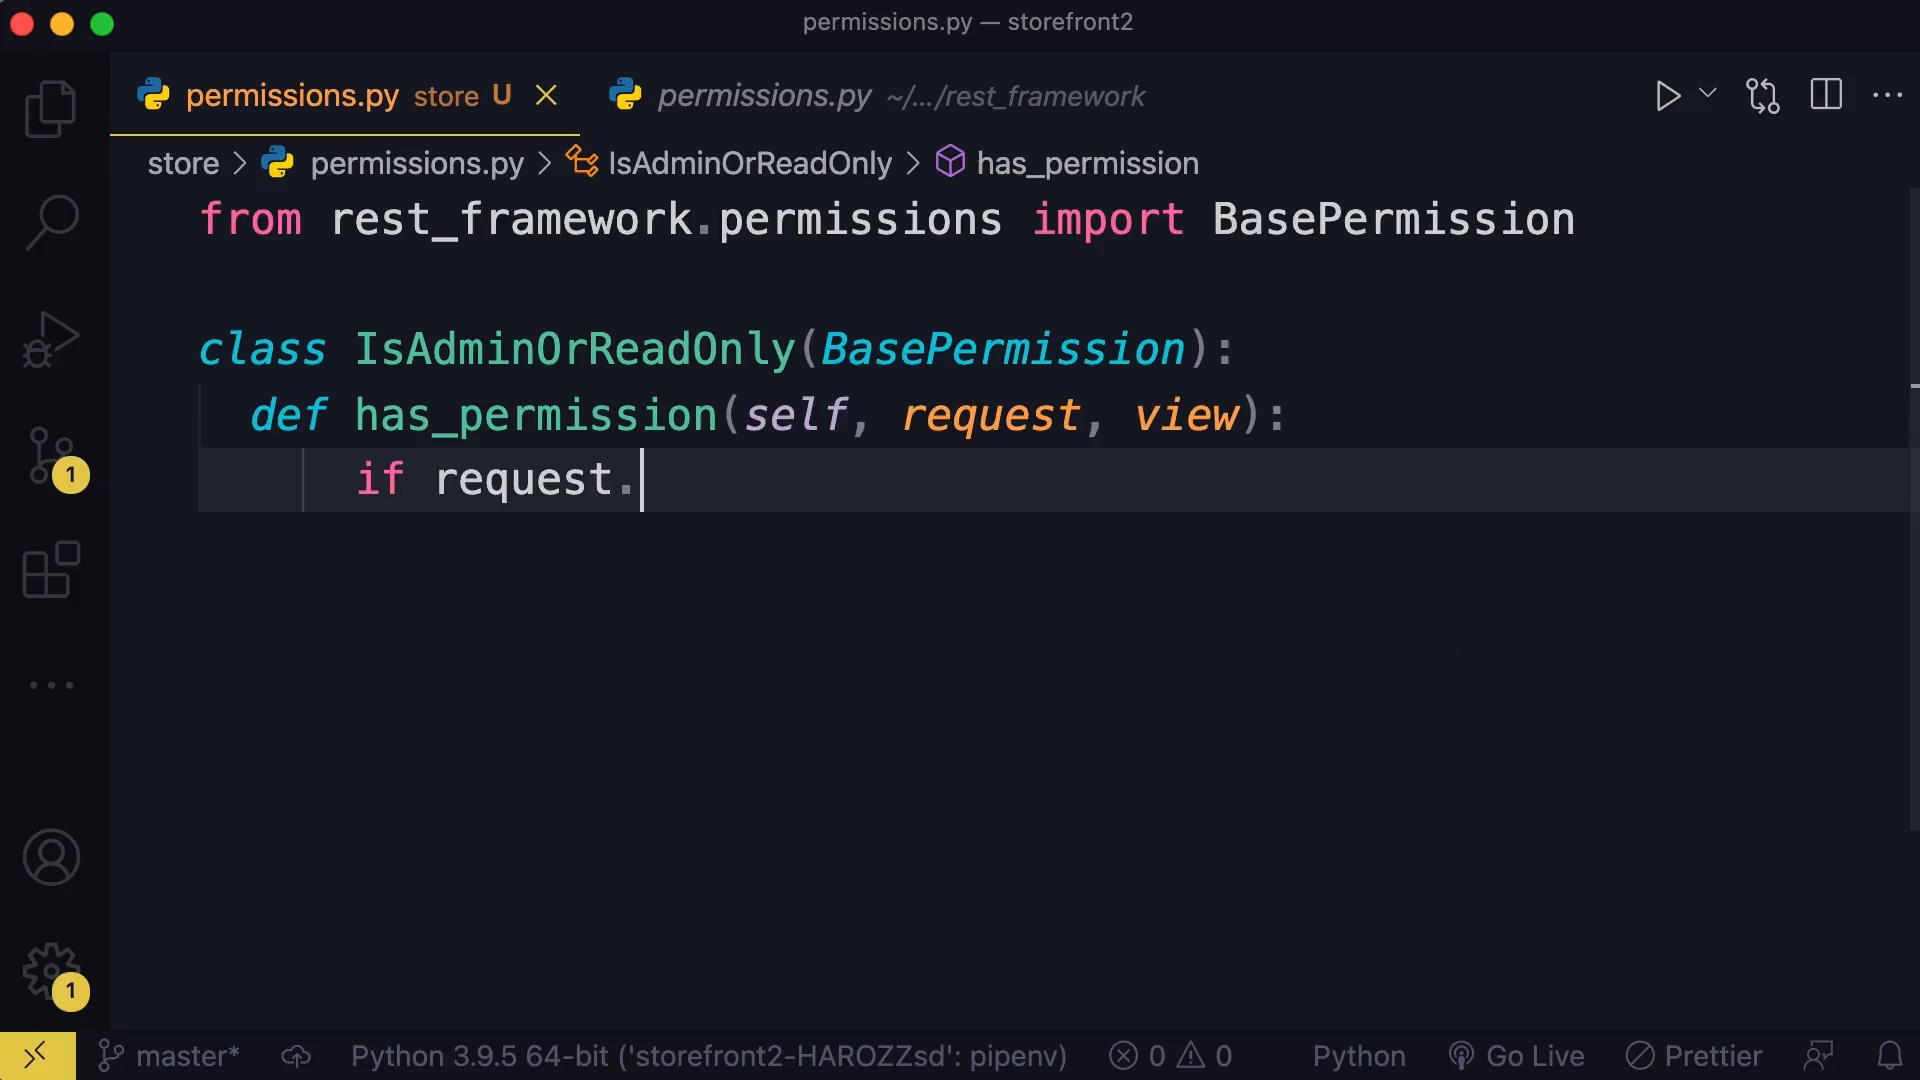 permissions.py — storefront2
permissions.py store U permissions.py ~/.../rest_framework
store > permissions.py > IsAdminOrReadOnly > has_permission
from rest_framework.permissions import BasePermission
class IsAdminOrReadOnly(BasePermission):
def has_permission(self, request, view):
if request.
1
1
master* Python 3.9.5 64-bit ('storefront2-HAROZZsd': pipenv) 0 0 Python Go Live Prettier